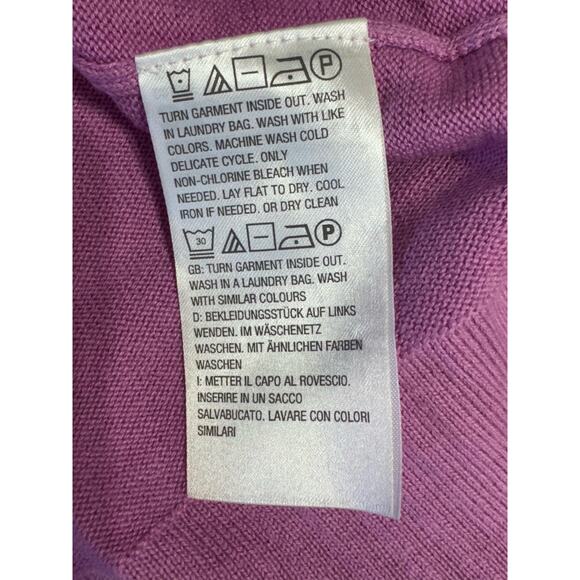 P
TURN GARMENT INSIDE OUT. WASH
IN LAUNDRY BAG. WASH WITH LIKE
COLORS. MACHINE WASH COLD
DELICATE CYCLE. ONLY
NON-CHLORINE BLEACH WHEN
NEEDED. LAY FLAT TO DRY. COOL
IRON IF NEEDED. OR DRY CLEAN
30 P
GB: TURN GARMENT INSIDE OUT.
WASH IN A LAUNDRY BAG. WASH
WITH SIMILAR COLOURS
D: BEKLEIDUNGSSTÜCK AUF LINKS
WENDEN. IM WÄSCHENETZ
WASCHEN. MIT ÄHNLICHEN FARBEN
WASCHEN
I: METTER IL CAPO AL ROVESCIO.
INSERIRE IN UN SACCO
SALVABUCATO. LAVARE CON COLORI
SIMILARI